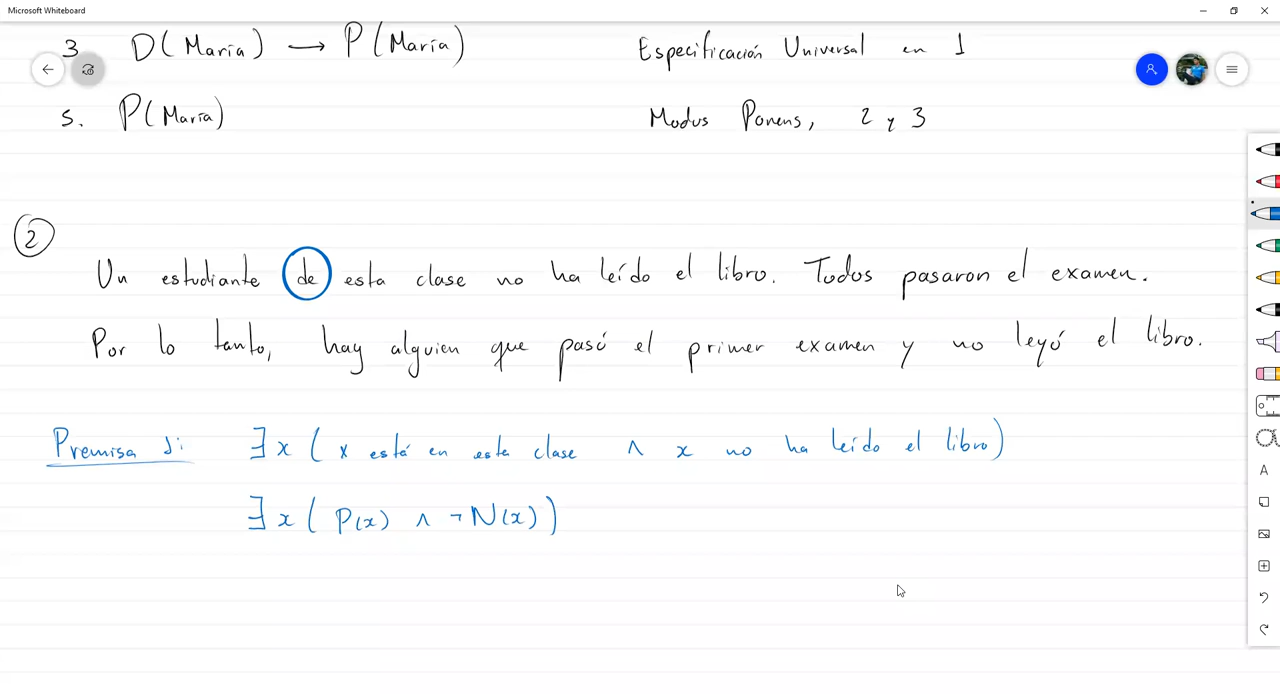 Microsoft Whiteboard
3 D(María) → P(María) Especificación Universal en 1
5. P(María) Modus Ponens, 2 y 3
2
Un estudiante de esta clase no ha leído el libro. Todos pasaron el examen.
Por lo tanto, hay alguien que pasó el primer examen y no leyó el libro.
Premisa 1: ∃x (x está en esta clase ∧ x no ha leído el libro)
∃x (P(x) ∧ ¬N(x))
A